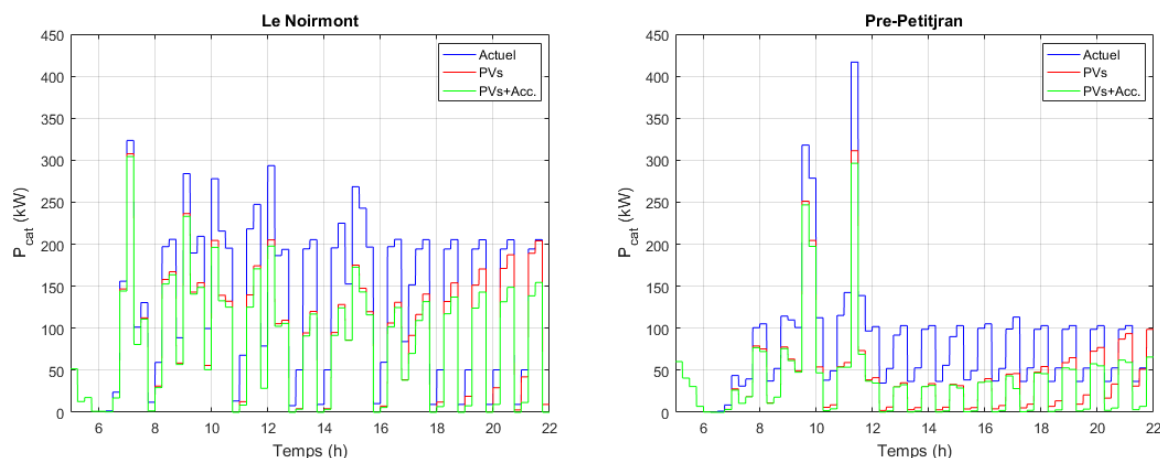 Le Noirmont
450
400
350
300
250
200
150
100
50
0
P_cat (kW)
Actuel
PVs
PVs+Acc.
6 8 10 12 14 16 18 20 22
Temps (h)
Pre-Petitjran
450
400
350
300
250
200
150
100
50
0
P_cat (kW)
Actuel
PVs
PVs+Acc.
6 8 10 12 14 16 18 20 22
Temps (h)